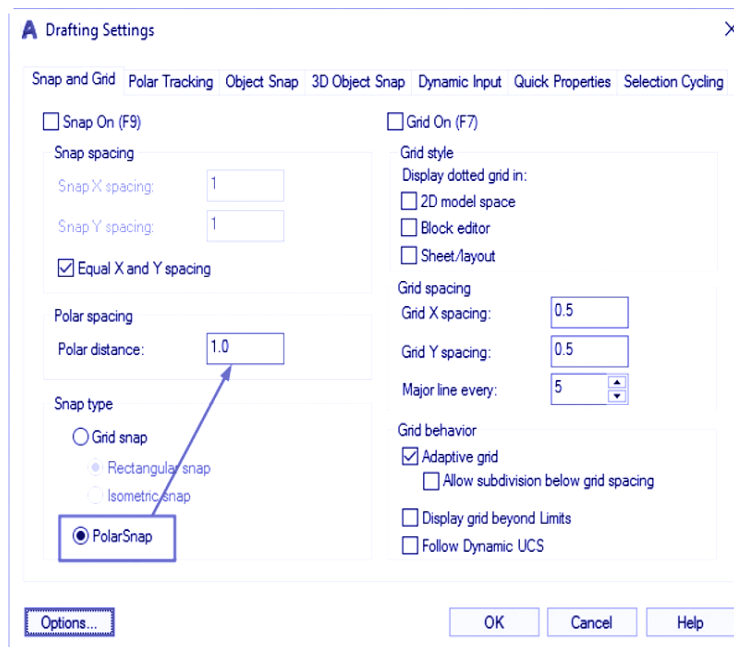 Drafting Settings
Snap and Grid Polar Tracking Object Snap 3D Object Snap Dynamic Input Quick Properties Selection Cycling
Snap On (F9)
Snap spacing
Snap X spacing: 1
Snap Y spacing: 1
Equal X and Y spacing
Polar spacing
Polar distance: 1.0
Snap type
Grid snap
Rectangular snap
Isometric snap
PolarSnap
Grid On (F7)
Grid style
Display dotted grid in:
2D model space
Block editor
Sheet/layout
Grid spacing
Grid X spacing: 0.5
Grid Y spacing: 0.5
Major line every: 5
Grid behavior
Adaptive grid
Allow subdivision below grid spacing
Display grid beyond Limits
Follow Dynamic UCS
Options... OK Cancel Help